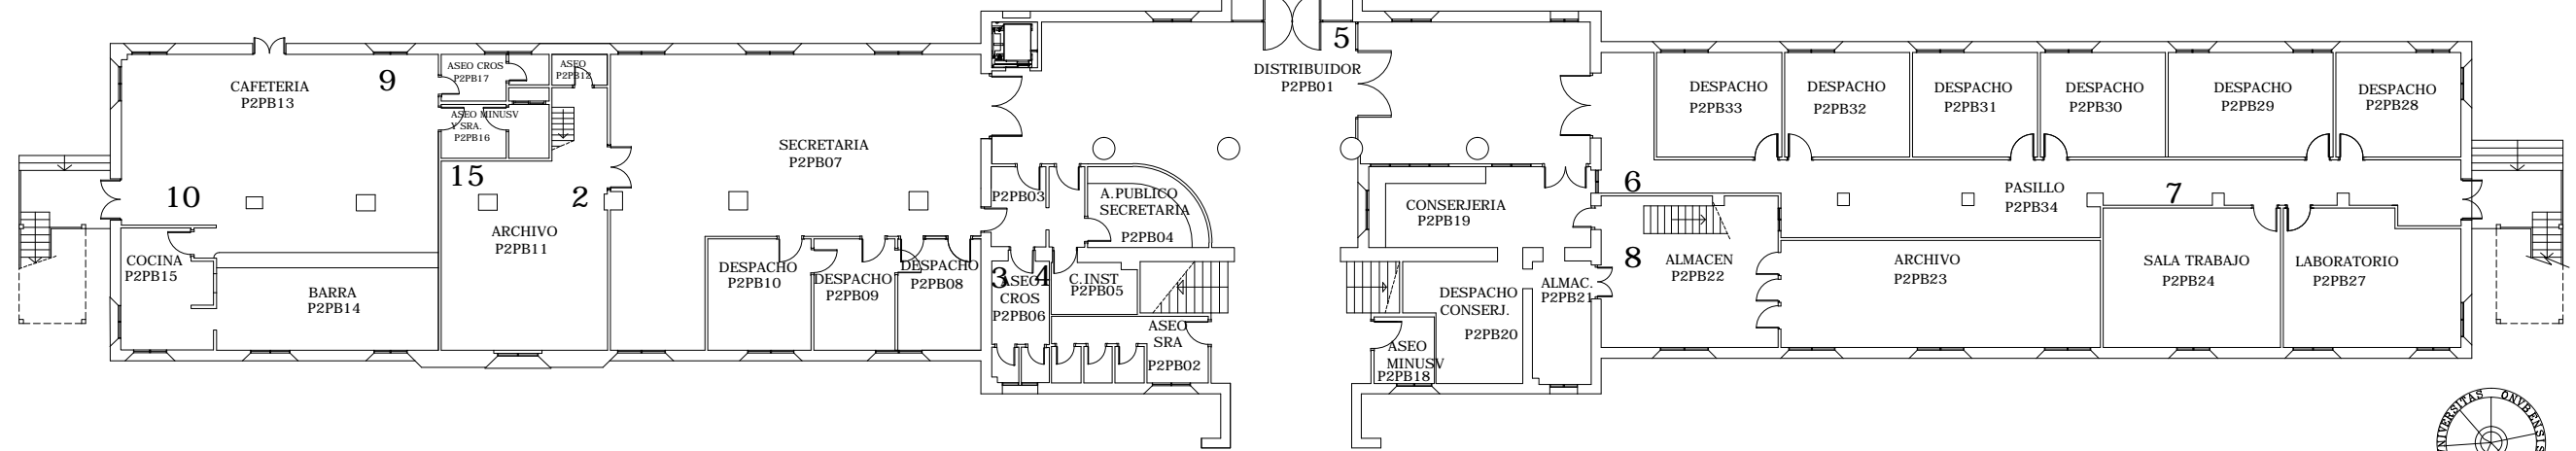 CAFETERIA
P2PB13
9
10
COCINA
P2PB15
BARRA
P2PB14
ASEO CROS
P2PB17
ASEO
P2PB12
ASEO MINUSV
Y SRA.
P2PB16
15
2
ARCHIVO
P2PB11
SECRETARIA
P2PB07
DESPACHO
P2PB10
DESPACHO
P2PB09
DESPACHO
P2PB08
P2PB03
A.PUBLICO
SECRETARIA
P2PB04
3
4
ASEO
CROS
P2PB06
C.INST
P2PB05
ASEO
SRA
P2PB02
5
DISTRIBUIDOR
P2PB01
CONSERJERIA
P2PB19
DESPACHO
CONSERJ.
P2PB20
ALMAC.
P2PB21
ASEO
MINUSV
P2PB18
6
8
ALMACEN
P2PB22
DESPACHO
P2PB33
DESPACHO
P2PB32
DESPACHO
P2PB31
DESPACHO
P2PB30
DESPACHO
P2PB29
DESPACHO
P2PB28
PASILLO
P2PB34
7
ARCHIVO
P2PB23
SALA TRABAJO
P2PB24
LABORATORIO
P2PB27
VNIVERSITAS ONVBENSIS